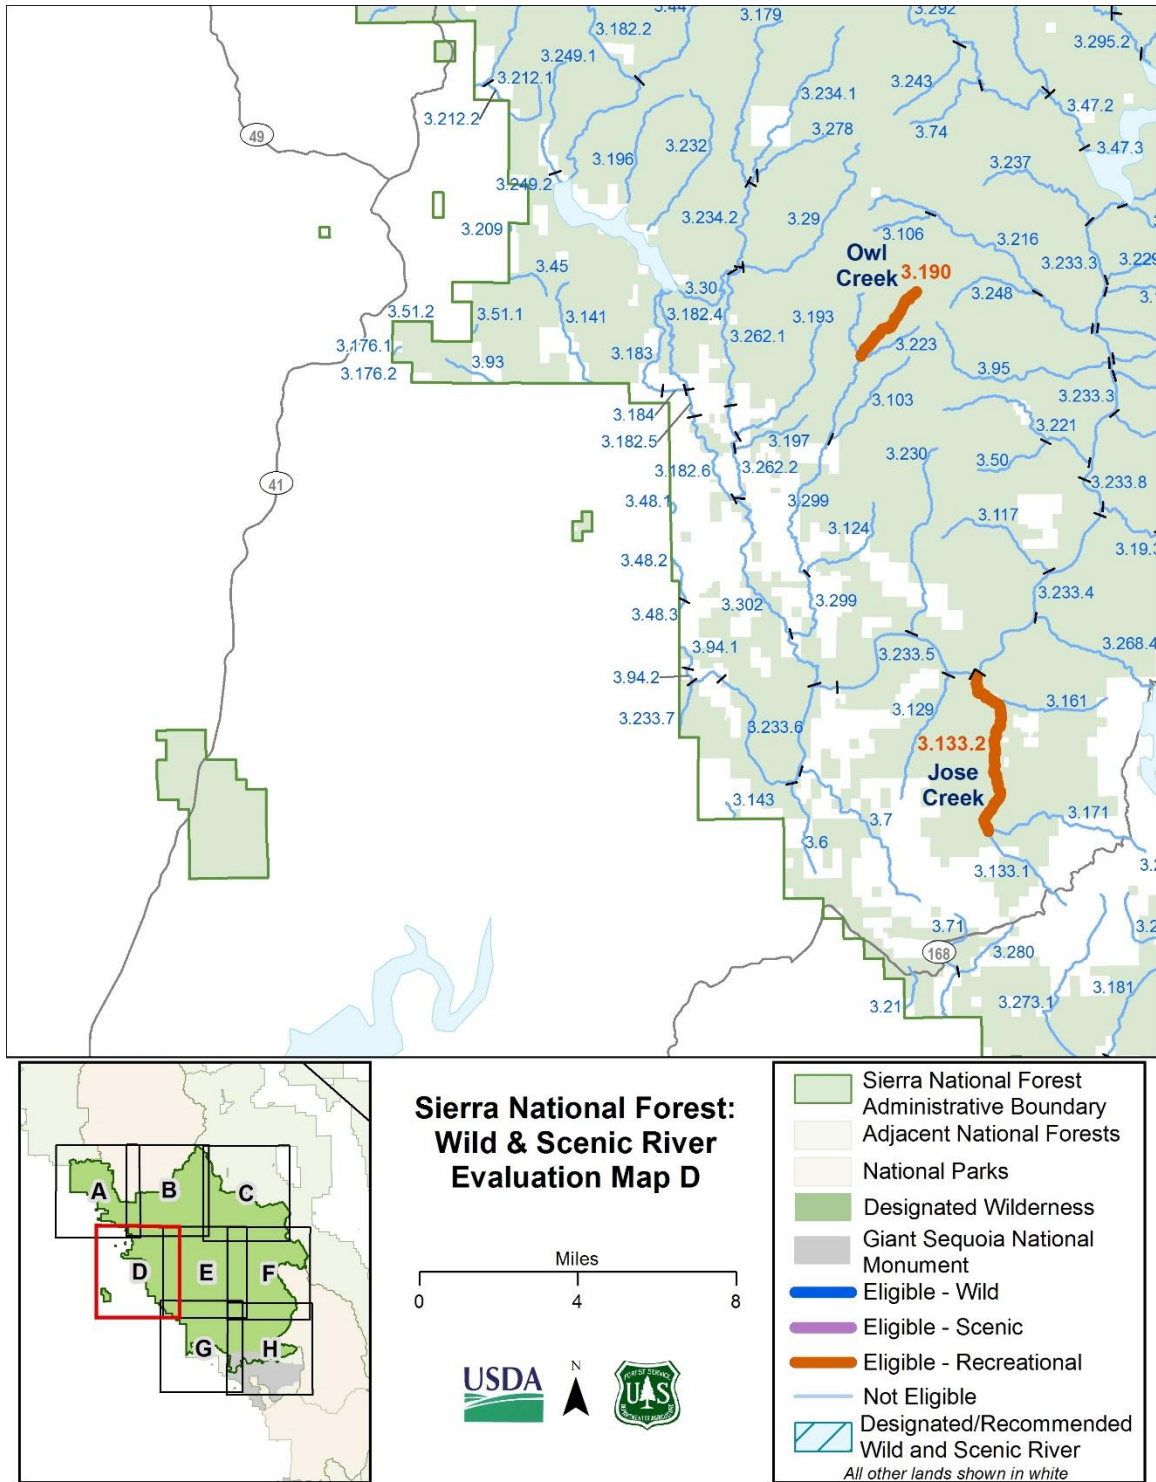 3.44
3.179
3.292
3.182.2
3.295.2
3.249.1
3.212.1
3.243
3.234.1
3.47.2
3.212.2
3.232
3.278
3.74
49
3.47.3
3.196
3.237
3.249.2
3.234.2
3.29
3.209
3.106
3.216
Owl
Creek
3.190
3.233.3
3.229
3.45
3.30
3.248
3.51.2
3.51.1
3.141
3.182.4
3.193
3.262.1
3.176.1
3.183
3.223
3.93
3.95
3.176.2
3.233.3
3.184
3.103
3.221
3.182.5
3.197
3.230
3.50
3.182.6
3.262.2
41
3.233.8
3.48.1
3.299
3.124
3.117
3.19.3
3.48.2
3.233.4
3.302
3.299
3.48.3
3.94.1
3.233.5
3.268.4
3.94.2
3.129
3.161
3.233.7
3.233.6
3.133.2
Jose
Creek
3.143
3.7
3.171
3.6
3.133.1
3.71
168
3.280
3.181
3.21
3.273.1
A
B
C
D
E
F
G
H
Sierra National Forest:
Wild & Scenic River
Evaluation Map D
Miles
0 4 8
USDA
N
FOREST SERVICE
U S
DEPARTMENT OF AGRICULTURE
Sierra National Forest
Administrative Boundary
Adjacent National Forests
National Parks
Designated Wilderness
Giant Sequoia National
Monument
Eligible - Wild
Eligible - Scenic
Eligible - Recreational
Not Eligible
Designated/Recommended
Wild and Scenic River
All other lands shown in white